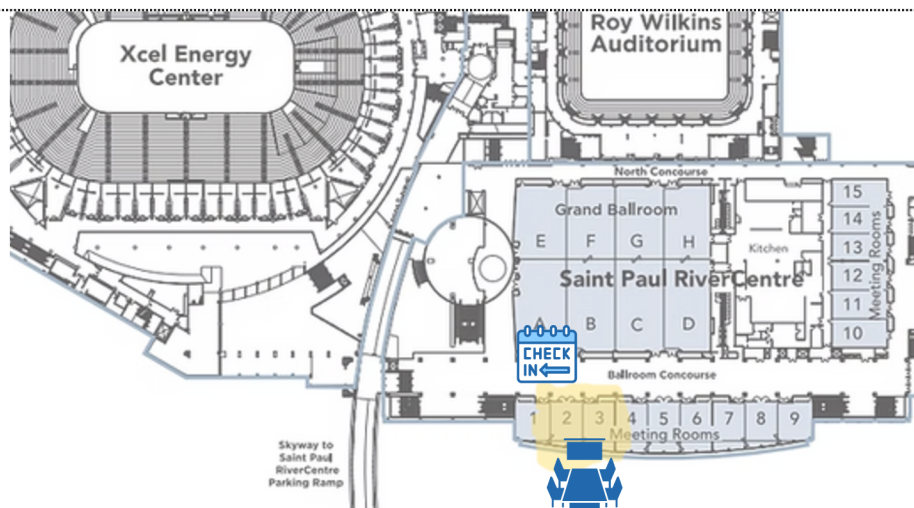 Xcel Energy
Center
Roy Wilkins
Auditorium
North Concourse
Grand Ballroom
E F G H
Kitchen
Saint Paul RiverCentre
A B C D
15
14
13
12
11
10
Meeting Rooms
CHECK
IN
Ballroom Concourse
1 2 3 4 5 6 7 8 9
Meeting Rooms
Skyway to
Saint Paul
RiverCentre
Parking Ramp